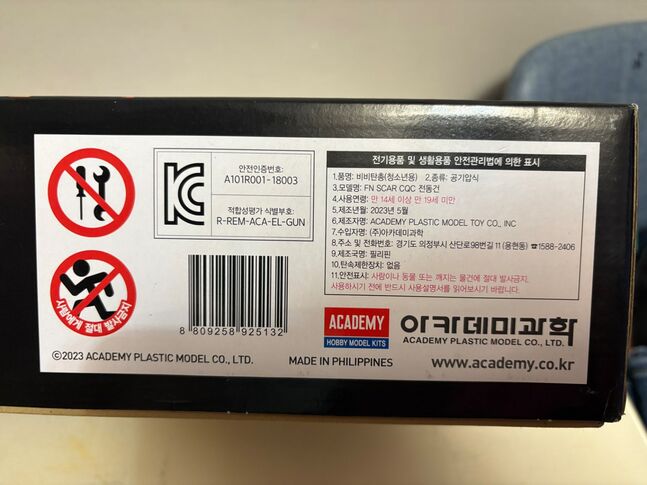 안전인증번호:
A101R001-18003
적합성평가 식별부호:
R-REM-ACA-EL-GUN
사람에게 절대 발사금지
8 809258 925132
©2023 ACADEMY PLASTIC MODEL CO., LTD.
MADE IN PHILIPPINES
전기용품 및 생활용품 안전관리법에 의한 표시
1.품명: 비비탄총(청소년용) 2.종류: 공기압식
3.모델명: FN SCAR CQC 전동건
4.사용연령: 만 14세 이상 만 19세 미만
5.제조년월: 2023년 5월
6.제조자명: ACADEMY PLASTIC MODEL TOY CO., INC
7.수입자명: (주)아카데미과학
8.주소 및 전화번호: 경기도 의정부시 산단로98번길 11 (용현동) ☎1588-2406
9.제조국명: 필리핀
10.탄속제한장치: 없음
11.안전표시: 사람이나 동물 또는 깨지는 물건에 절대 발사금지.
사용하시기 전에 반드시 사용설명서를 읽어보시기 바랍니다.
ACADEMY
HOBBY MODEL KITS
아카데미과학
ACADEMY PLASTIC MODEL CO., LTD.
www.academy.co.kr